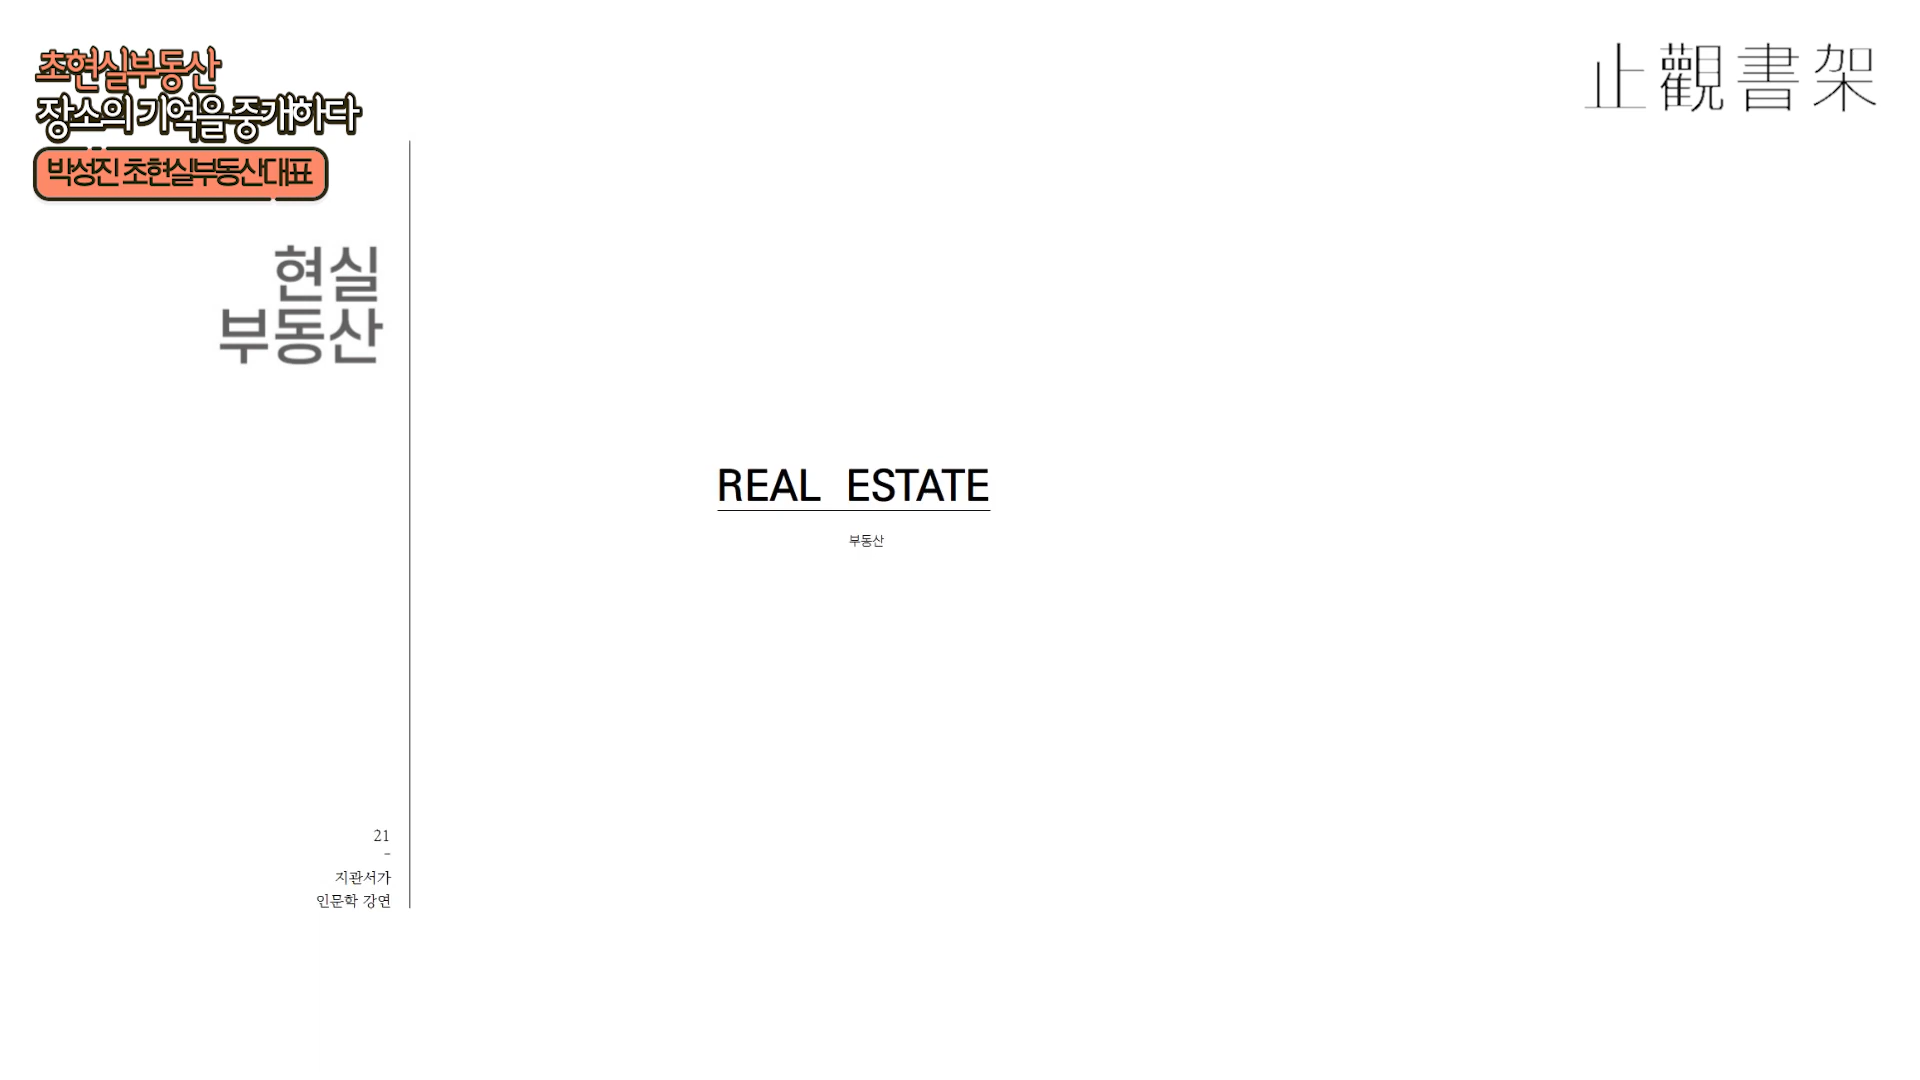 초현실부동산
장소의 기억을 중개하다
박성진 초현실부동산대표
止觀書架
현실
부동산
REAL ESTATE
부동산
21
-
지관서가
인문학 강연